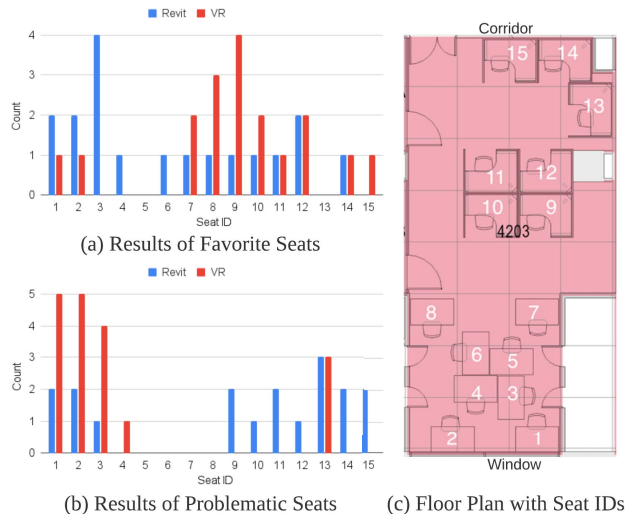 Revit VR
4
3
2
1
0
Count
1 2 3 4 5 6 7 8 9 10 11 12 13 14 15
Seat ID
(a) Results of Favorite Seats
Revit VR
5
4
3
2
1
0
Count
1 2 3 4 5 6 7 8 9 10 11 12 13 14 15
Seat ID
(b) Results of Problematic Seats
Corridor
15 14
13
11 12
10 9
4203
8 7
6 5
4 3
2 1
Window
(c) Floor Plan with Seat IDs